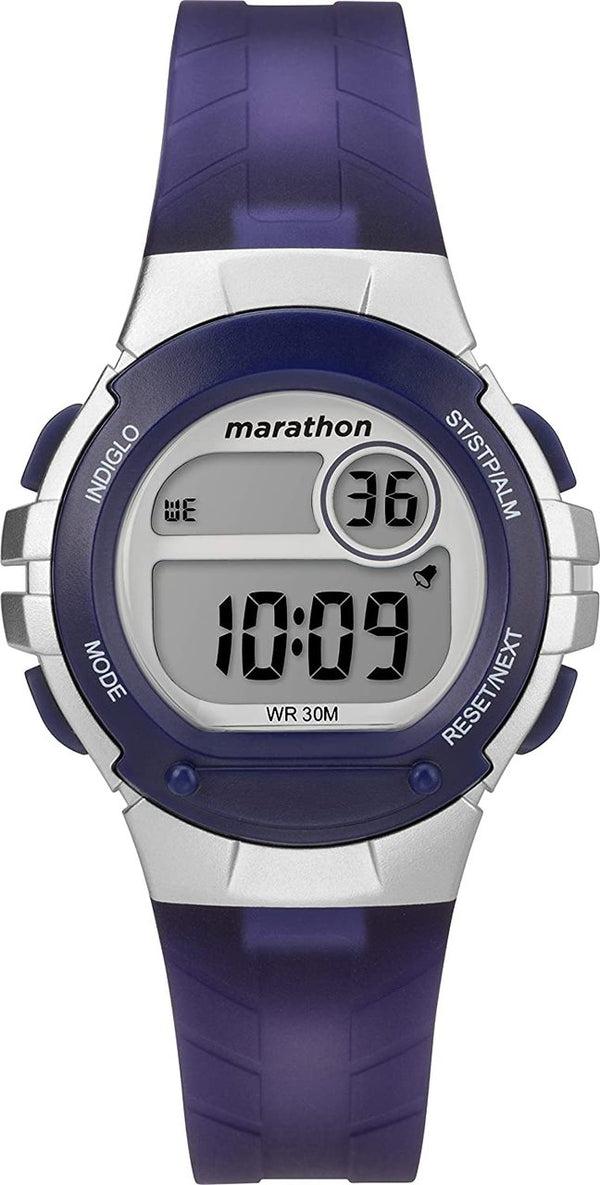 marathon
INDIGLO
ST/STP/ALM
WE
36
10:09
MODE
RESET/NEXT
WR 30M